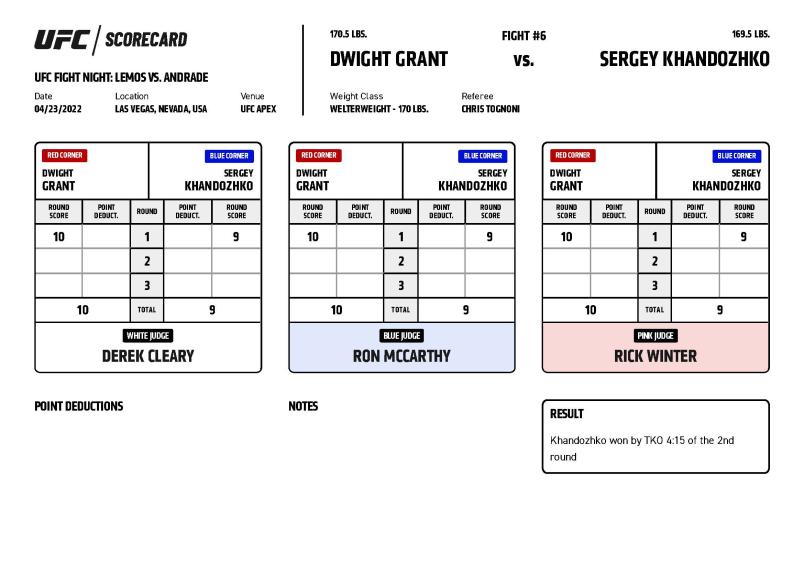 UFC / SCORECARD
UFC FIGHT NIGHT: LEMOS VS. ANDRADE
Date Location Venue
04/23/2022 LAS VEGAS, NEVADA, USA UFC APEX
170.5 LBS. FIGHT #6 169.5 LBS.
DWIGHT GRANT VS. SERGEY KHANDOZHKO
Weight Class Referee
WELTERWEIGHT - 170 LBS. CHRIS TOGNONI
RED CORNER BLUE CORNER
DWIGHT SERGEY
GRANT KHANDOZHKO
ROUND POINT ROUND POINT ROUND
SCORE DEDUCT. DEDUCT. SCORE
10 1 9
2
3
10 TOTAL 9
WHITE JUDGE
DEREK CLEARY
RED CORNER BLUE CORNER
DWIGHT SERGEY
GRANT KHANDOZHKO
ROUND POINT ROUND POINT ROUND
SCORE DEDUCT. DEDUCT. SCORE
10 1 9
2
3
10 TOTAL 9
BLUE JUDGE
RON MCCARTHY
RED CORNER BLUE CORNER
DWIGHT SERGEY
GRANT KHANDOZHKO
ROUND POINT ROUND POINT ROUND
SCORE DEDUCT. DEDUCT. SCORE
10 1 9
2
3
10 TOTAL 9
PINK JUDGE
RICK WINTER
POINT DEDUCTIONS
NOTES
RESULT
Khandozhko won by TKO 4:15 of the 2nd
round